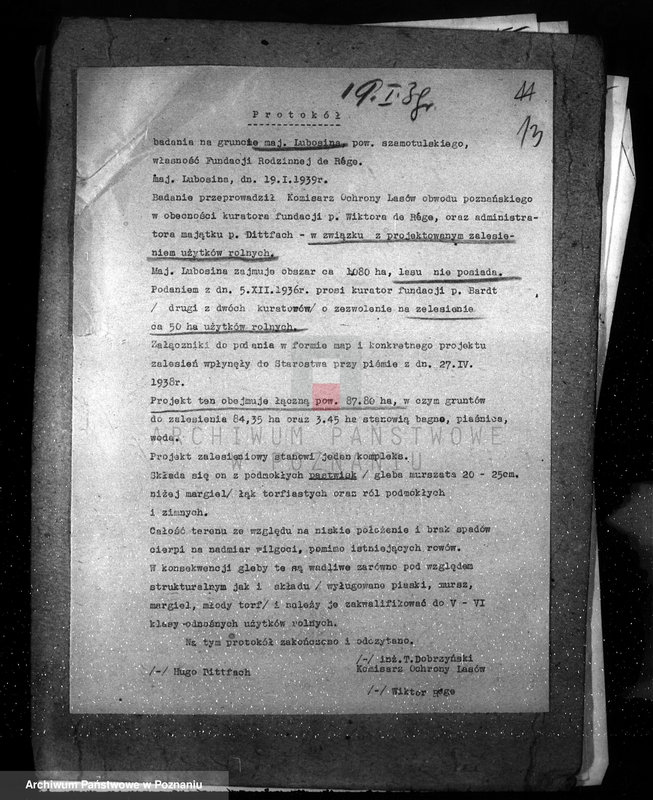 19.I.39r.
44
13
Protokół
badania na gruncie maj. Lubosina, pow. szamotulskiego,
własność Fundacji Rodzinnej de Rége.
maj. Lubosina, dn. 19.I.1939r.
Badanie przeprowadził Komisarz Ochrony Lasów obwodu poznańskiego
w obecności kuratora fundacji p. Wiktora de Rége, oraz administra-
tora majątku p. Dittfach - w związku z projektowanym zalesie-
niem użytków rolnych.
Maj. Lubosina zajmuje obszar ca 1080 ha, lasu nie posiada.
Podaniem z dn. 5.XII.1936r. prosi kurator fundacji p. Bardt
/ drugi z dwóch kuratorów/ o zezwolenie na zalesienie
ca 50 ha użytków rolnych.
Załączniki do podania w formie map i konkretnego projektu
zalesień wpłynęły do Starostwa przy piśmie z dn. 27.IV.
1938r.
Projekt ten obejmuje łączną pow. 87.80 ha, w czym gruntów
do zalesienia 84,35 ha oraz 3.45 ha stanowią bagno, piaśnica,
woda.
Projekt zalesieniowy stanowi jeden kompleks.
Składa się on z podmokłych pastwisk / gleba murszata 20 - 25cm.
niżej margiel/ łąk torfiastych oraz ról podmokłych
i zimnych.
Całość terenu ze względu na niskie położenie i brak spadów
cierpi na nadmiar wilgoci, pomimo istniejących rowów.
W konsekwencji gleby te są wadliwe zarówno pod względem
strukturalnym jak i składu / wyługowane piaski, mursz,
margiel, młody torf/ i należy je zakwalifikować do V - VI
klasy odnośnych użytków rolnych.
Na tym protokół zakończono i odczytano.
/-/ inż.T.Dobrzyński
/-/ Hugo Dittfach Komisarz Ochrony Lasów
/-/ Wiktor Rége
ARCHIWUM PAŃSTWOWE
W POZNANIU
Archiwum Państwowe w Poznaniu